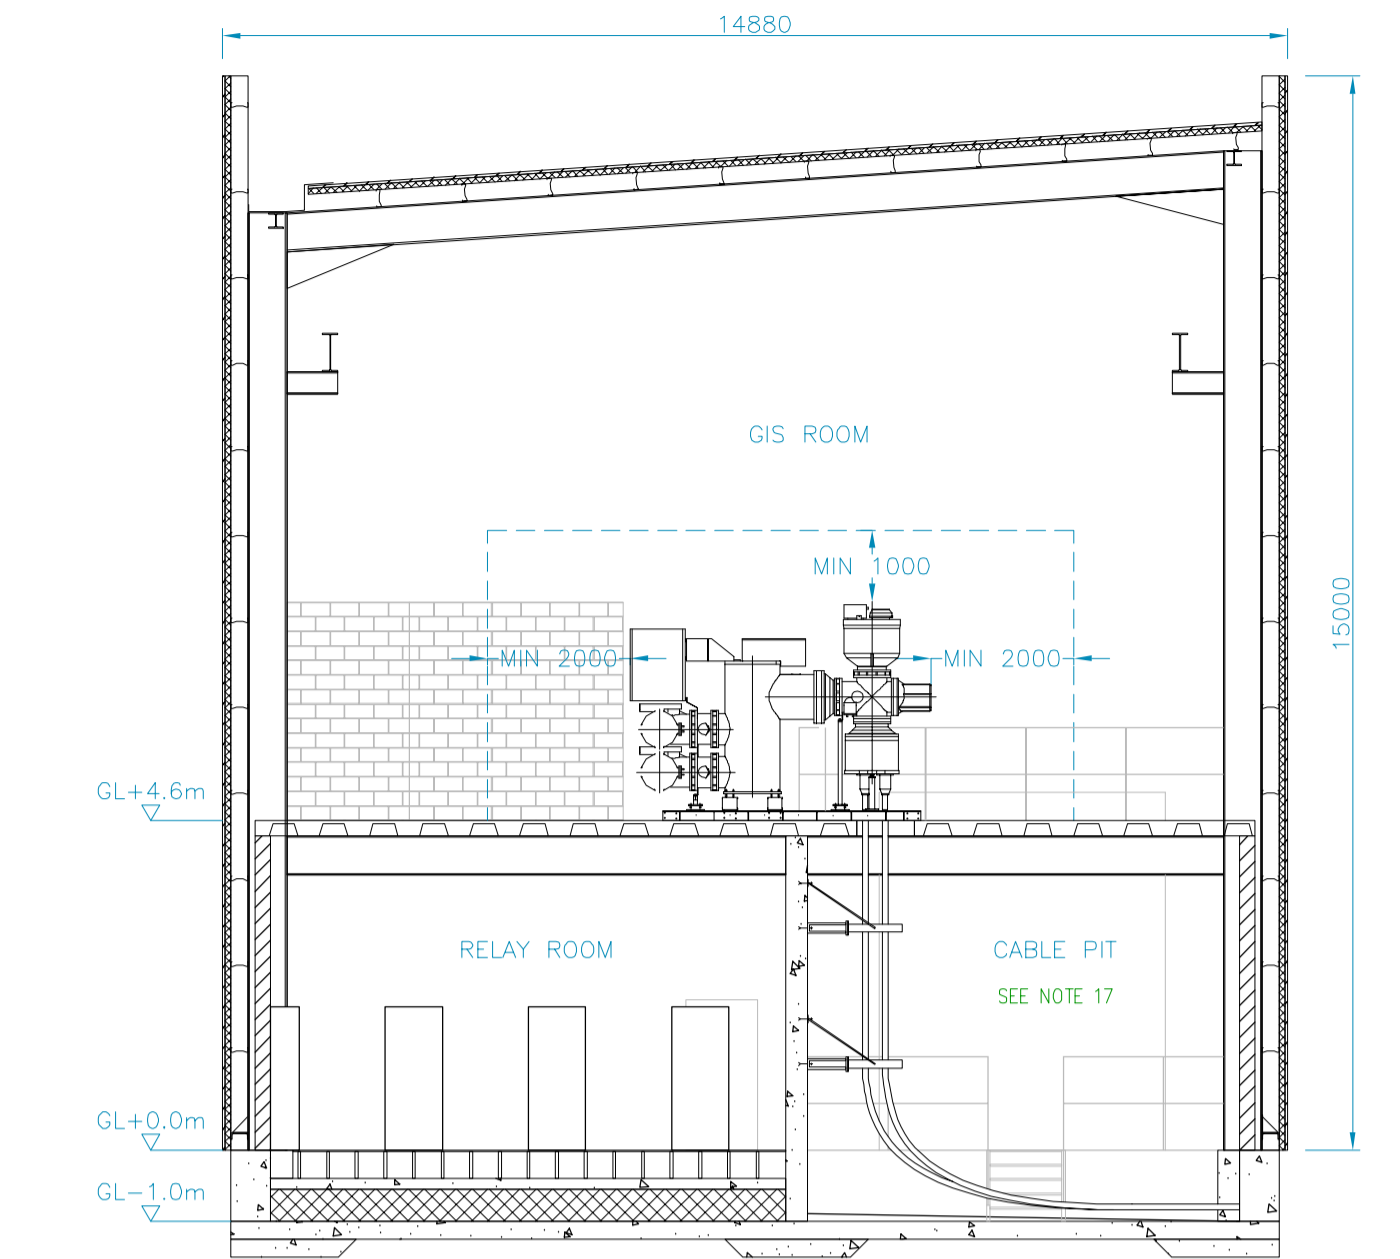 14880
GIS ROOM
MIN 1000
15000
MIN 2000
MIN 2000
GL+4.6m
RELAY ROOM
CABLE PIT
SEE NOTE 17
GL+0.0m
GL-1.0m